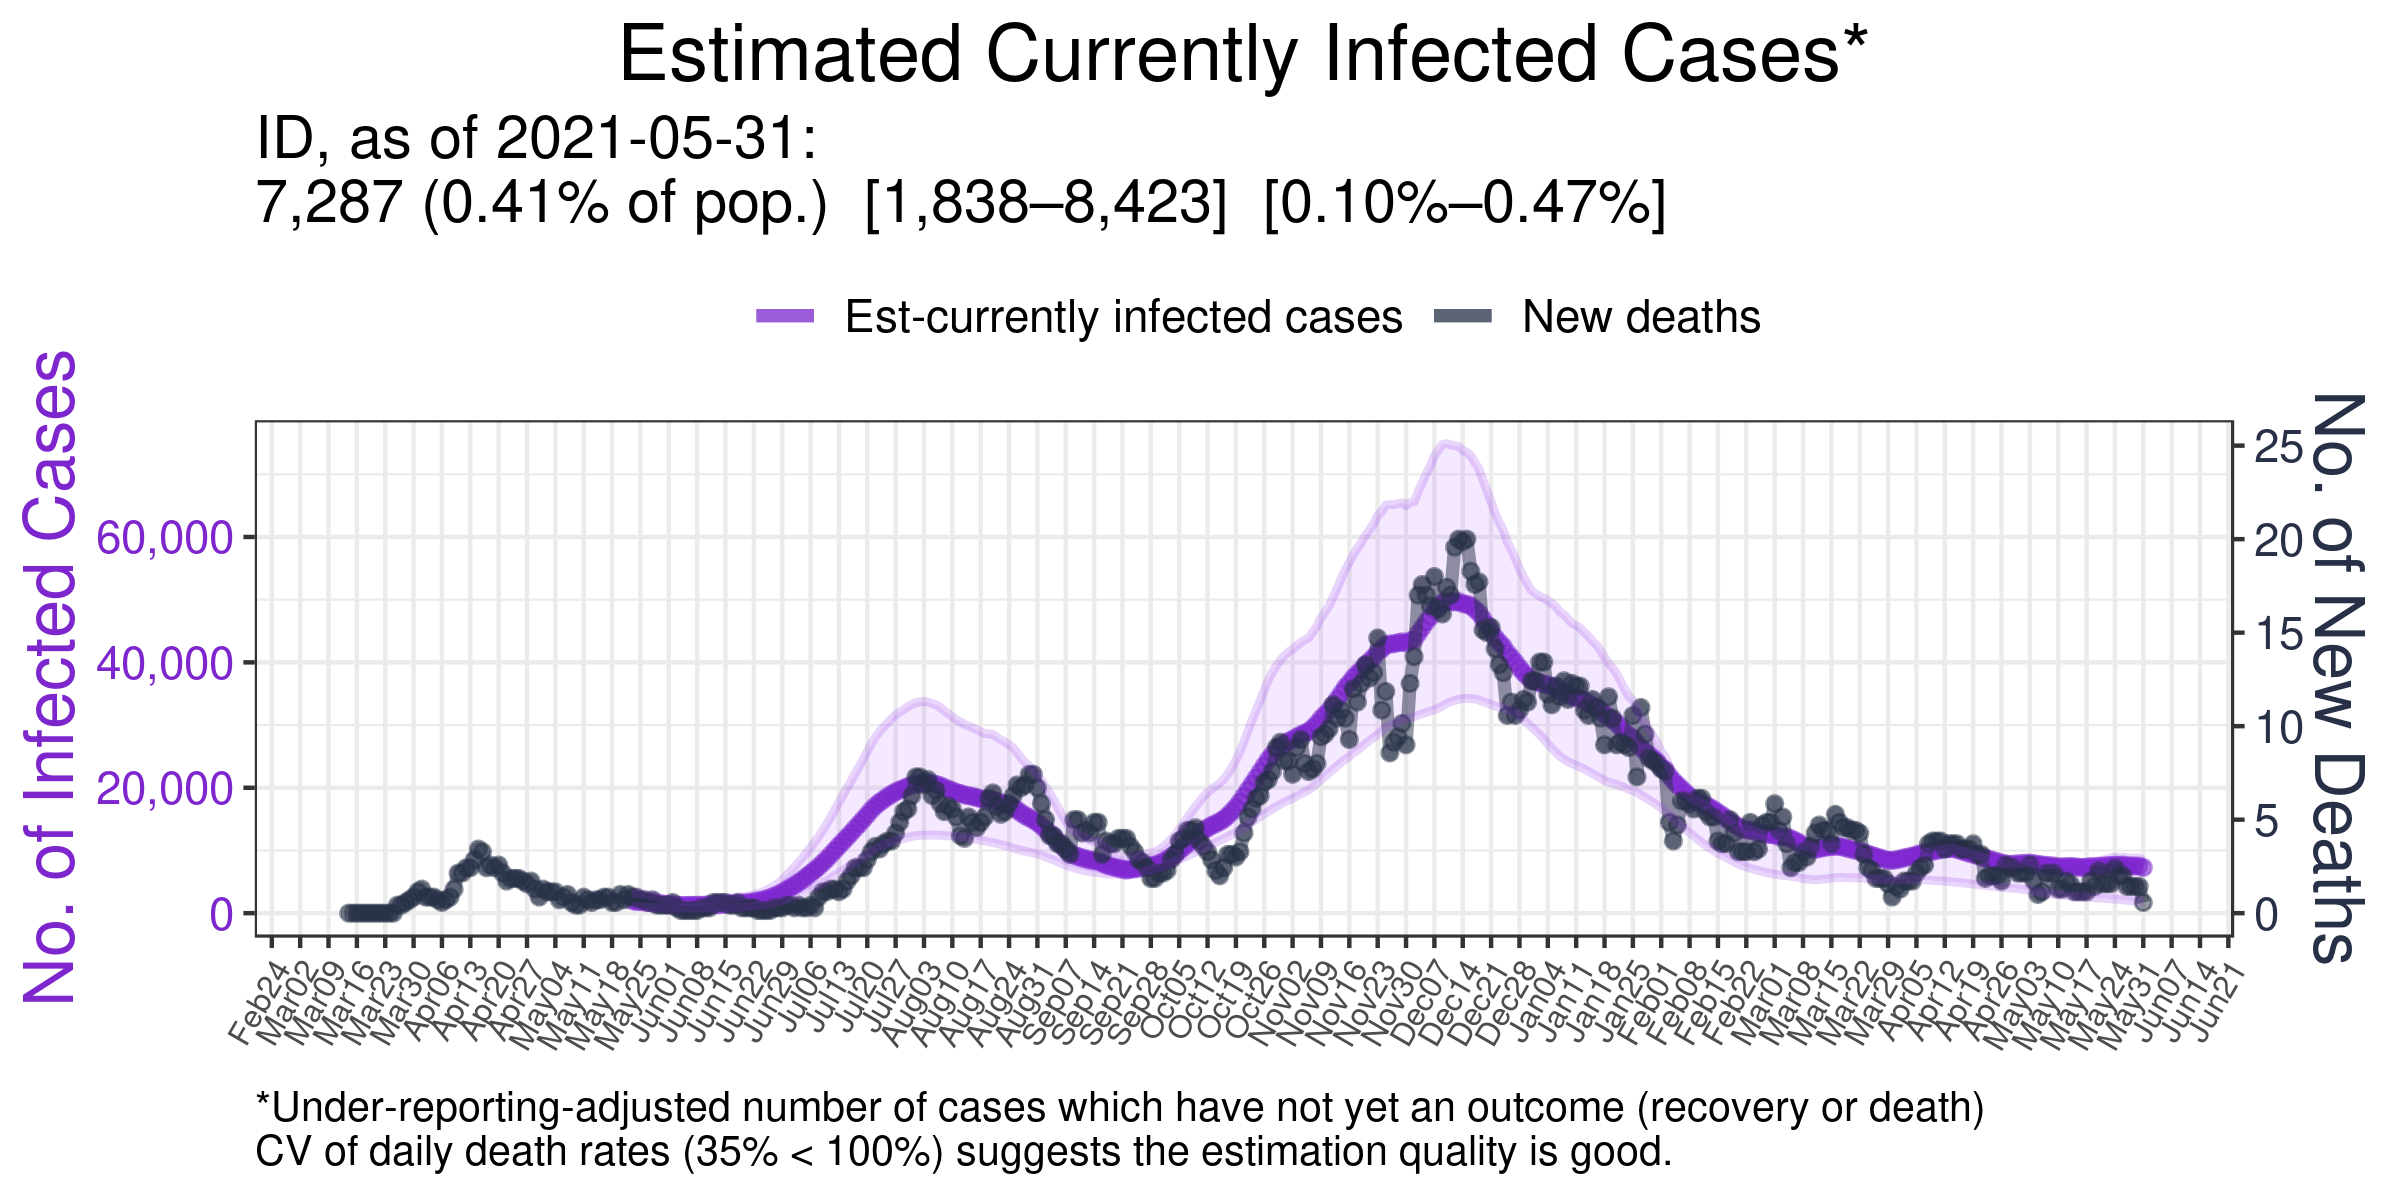 Estimated Currently Infected Cases*
ID, as of 2021-05-31:
7,287 (0.41% of pop.)  [1,838–8,423]  [0.10%–0.47%]
Est-currently infected cases
New deaths
No. of Infected Cases
60,000
40,000
20,000
0
25
20
15
10
5
0
No. of New Deaths
Feb24
Mar02
Mar09
Mar16
Mar23
Mar30
Apr06
Apr13
Apr20
Apr27
May04
May11
May18
May25
Jun01
Jun08
Jun15
Jun22
Jun29
Jul06
Jul13
Jul20
Jul27
Aug03
Aug10
Aug17
Aug24
Aug31
Sep07
Sep14
Sep21
Sep28
Oct05
Oct12
Oct19
Oct26
Nov02
Nov09
Nov16
Nov23
Nov30
Dec07
Dec14
Dec21
Dec28
Jan04
Jan11
Jan18
Jan25
Feb01
Feb08
Feb15
Feb22
Mar01
Mar08
Mar15
Mar22
Mar29
Apr05
Apr12
Apr19
Apr26
May03
May10
May17
May24
May31
Jun07
Jun14
Jun21
*Under-reporting-adjusted number of cases which have not yet an outcome (recovery or death)
CV of daily death rates (35% < 100%) suggests the estimation quality is good.